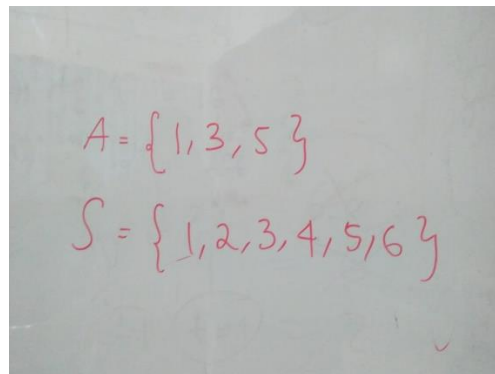 A = {1, 3, 5}
S = {1, 2, 3, 4, 5, 6}